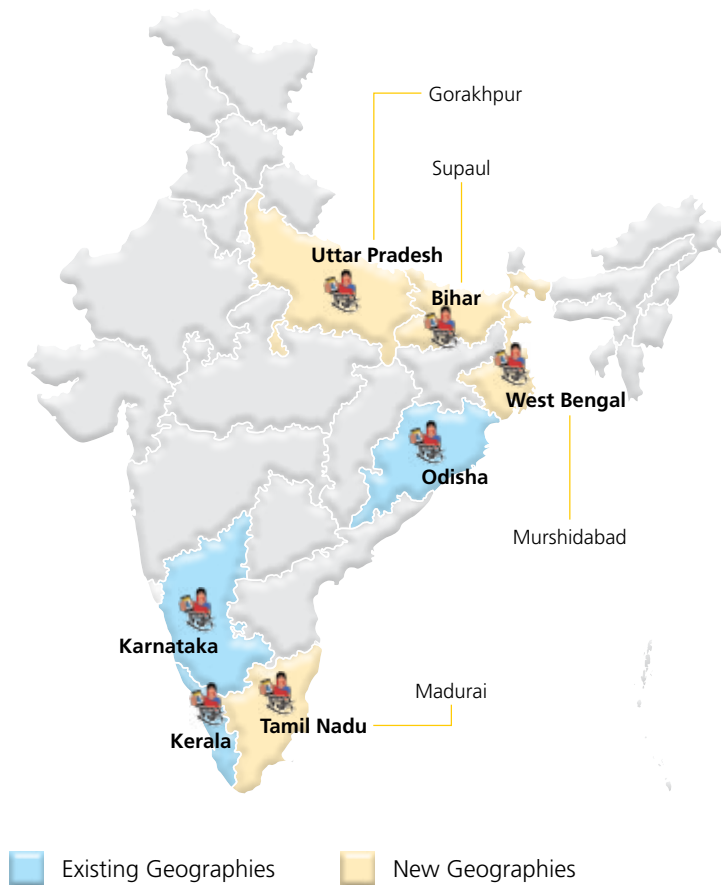 Gorakhpur
Supaul
Uttar Pradesh
Bihar
West Bengal
Odisha
Murshidabad
Karnataka
Madurai
Tamil Nadu
Kerala
Existing Geographies
New Geographies